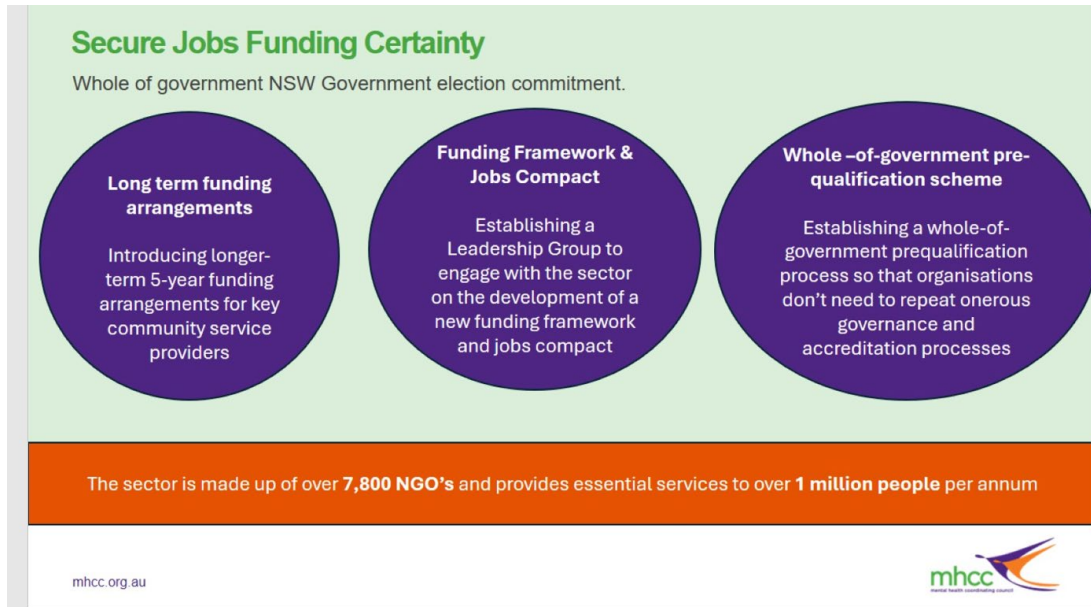 Secure Jobs Funding Certainty
Whole of government NSW Government election commitment.
Long term funding
arrangements
Introducing longer-
term 5-year funding
arrangements for key
community service
providers
Funding Framework &
Jobs Compact
Establishing a
Leadership Group to
engage with the sector
on the development of a
new funding framework
and jobs compact
Whole –of-government pre-
qualification scheme
Establishing a whole-of-
government prequalification
process so that organisations
don’t need to repeat onerous
governance and
accreditation processes
The sector is made up of over 7,800 NGO’s and provides essential services to over 1 million people per annum
mhcc.org.au
mhcc
mental health coordinating council